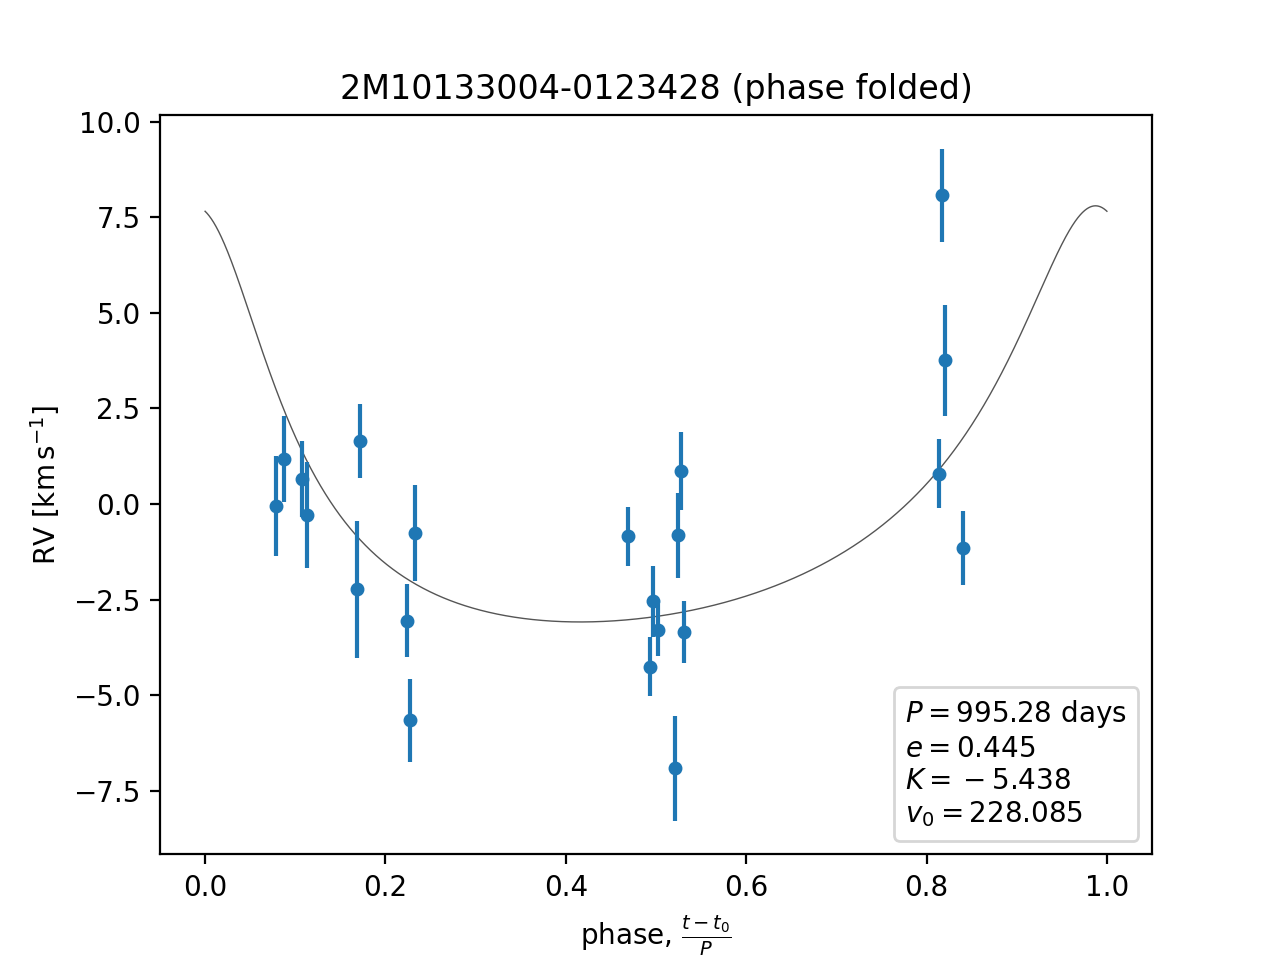 2M10133004-0123428 (phase folded)
RV [km s⁻¹]
10.0
7.5
5.0
2.5
0.0
−2.5
−5.0
−7.5
P = 995.28 days
e = 0.445
K = −5.438
v₀ = 228.085
0.0 0.2 0.4 0.6 0.8 1.0
phase, (t − t₀)/P